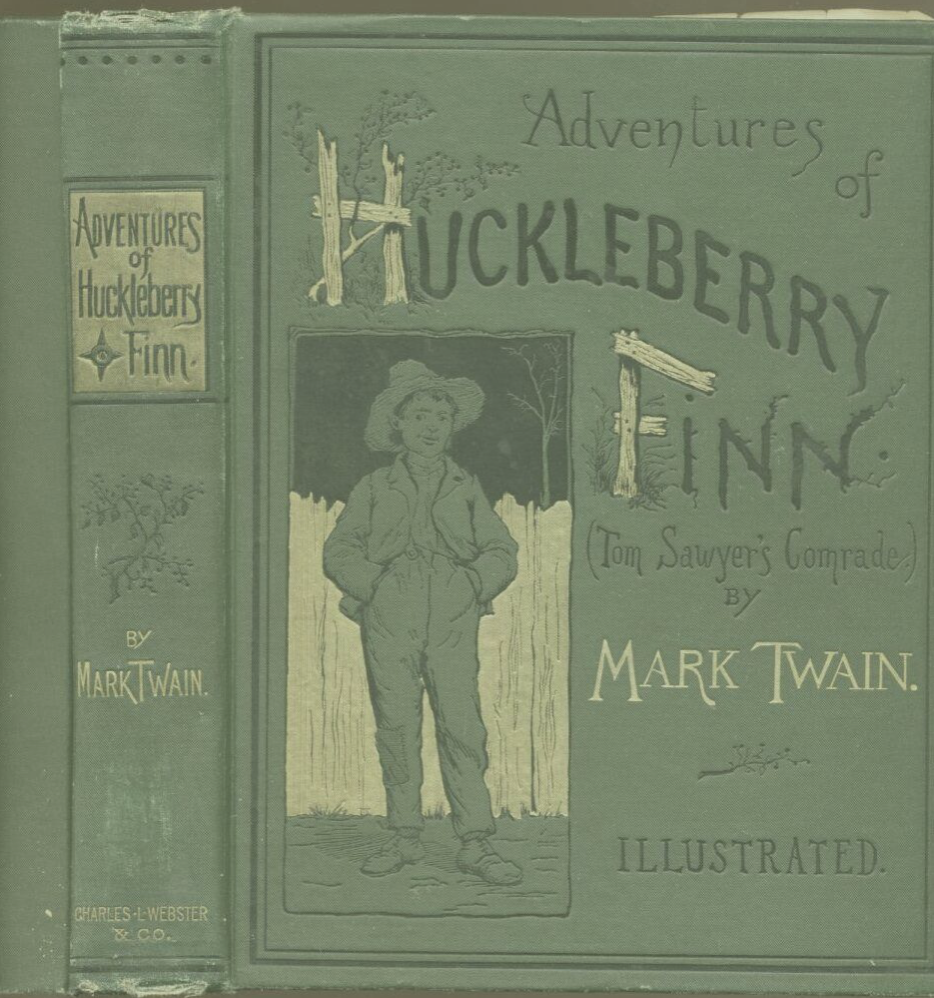 ADVENTURES
of
Huckleberry
Finn.
BY
MARK TWAIN.
CHARLES·L·WEBSTER
& CO.
Adventures
of
HUCKLEBERRY
FINN.
(Tom Sawyer's Comrade.)
BY
MARK TWAIN.
ILLUSTRATED.